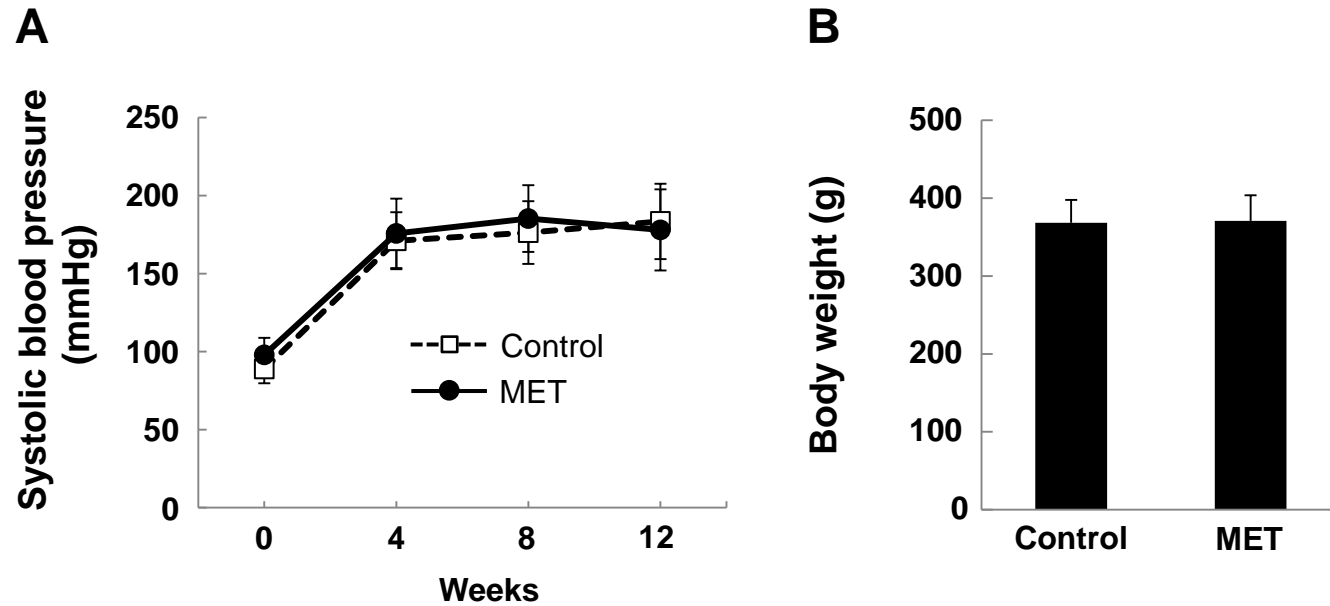 A
Systolic blood pressure
(mmHg)
250
200
150
100
50
0
0 4 8 12
Weeks
Control
MET
B
Body weight (g)
500
400
300
200
100
0
Control MET